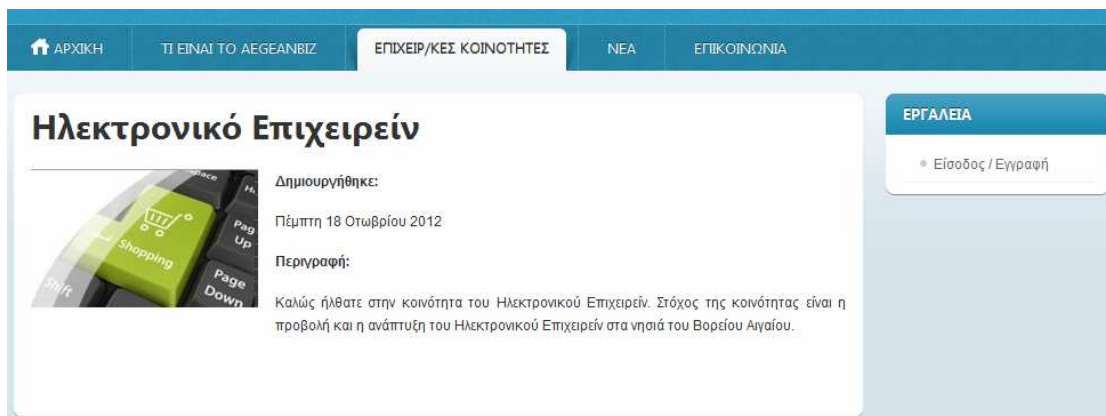 ΑΡΧΙΚΗ ΤΙ ΕΙΝΑΙ ΤΟ AEGEANBIZ ΕΠΙΧΕΙΡ/ΚΕΣ ΚΟΙΝΟΤΗΤΕΣ ΝΕΑ ΕΠΙΚΟΙΝΩΝΙΑ
Ηλεκτρονικό Επιχειρείν
Space
Page Up
Shopping
Page Down
Shift
Δημιουργήθηκε:
Πέμπτη 18 Οτωβρίου 2012
Περιγραφή:
Καλώς ήλθατε στην κοινότητα του Ηλεκτρονικού Επιχειρείν. Στόχος της κοινότητας είναι η
προβολή και η ανάπτυξη του Ηλεκτρονικού Επιχειρείν στα νησιά του Βορείου Αιγαίου.
ΕΡΓΑΛΕΙΑ
Είσοδος / Εγγραφή